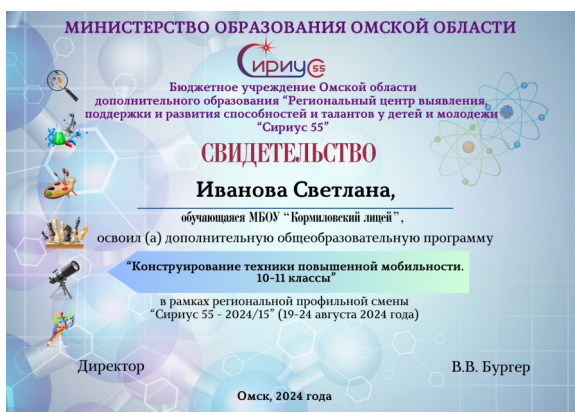 МИНИСТЕРСТВО ОБРАЗОВАНИЯ ОМСКОЙ ОБЛАСТИ
СИРИУС 55
Бюджетное учреждение Омской области
дополнительного образования “Региональный центр выявления,
поддержки и развития способностей и талантов у детей и молодежи
“Сириус 55”
СВИДЕТЕЛЬСТВО
Иванова Светлана,
обучающаяся МБОУ “Кормиловский лицей”,
освоил (а) дополнительную общеобразовательную программу
“Конструирование техники повышенной мобильности.
10-11 классы”
в рамках региональной профильной смены
“Сириус 55 - 2024/15” (19-24 августа 2024 года)
Директор В.В. Бургер
Омск, 2024 года